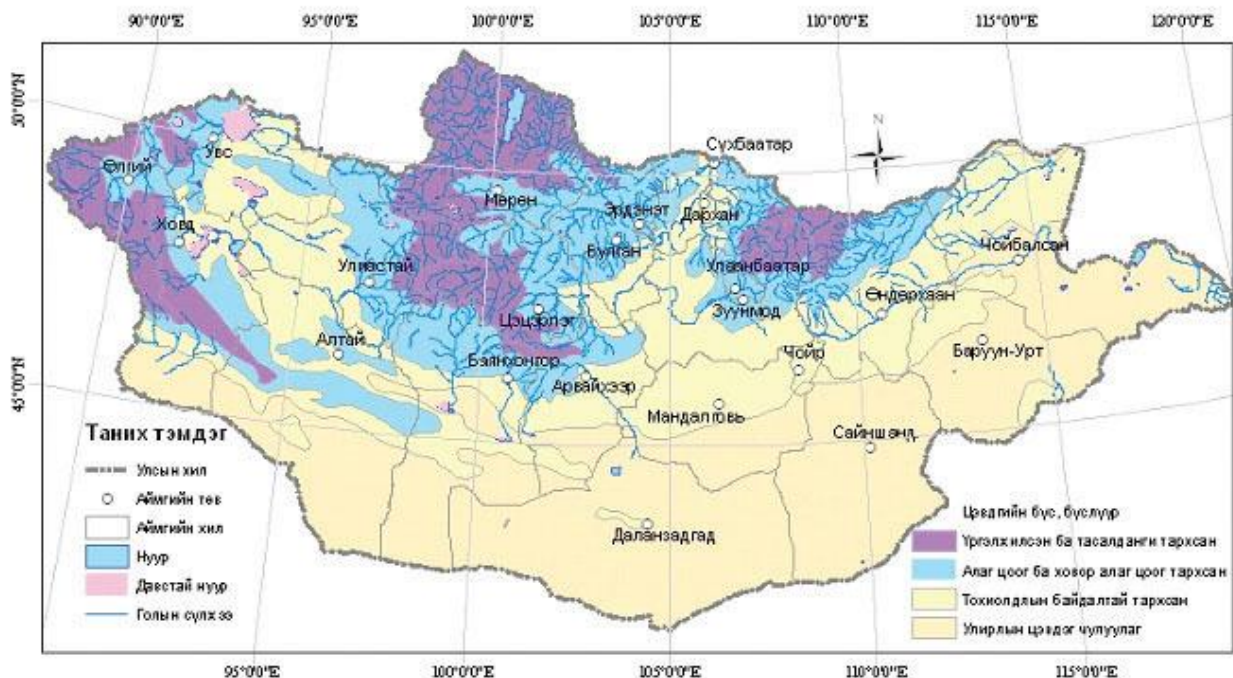 90°0'0"E 95°0'0"E 100°0'0"E 105°0'0"E 110°0'0"E 115°0'0"E 120°0'0"E
50°0'0"N
45°0'0"N
N
Сүхбаатар
Увс
Өлгий
Мөрөн
Эрдэнэт
Дархан
Ховд
Булган
Чойбалсан
Улиастай
Улаанбаатар
Өндөрхаан
Зуунмод
Цэцэрлэг
Алтай
Баруун-Урт
Чойр
Баянхонгор
Арвайхээр
Мандалговь
Сайншанд
Даланзадгад
Таних тэмдэг
Улсын хил
Аймгийн төв
Аймгийн хил
Нуур
Давстай нуур
Голын сүлжээ
Цэвдгийн бүс, бүслүүр
Үргэлжилсэн ба тасалданги тархсан
Алаг цоог ба ховор алаг цоог тархсан
Тохиолдлын байдалтай тархсан
Улирлын цэвдэг чулуулаг
95°0'0"E 100°0'0"E 105°0'0"E 110°0'0"E 115°0'0"E